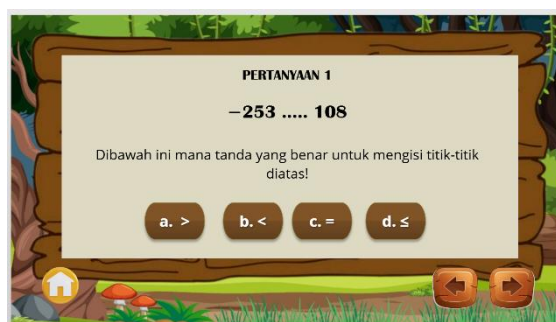 PERTANYAAN 1
−253 ..... 108
Dibawah ini mana tanda yang benar untuk mengisi titik-titik
diatas!
a. > b. < c. = d. ≤